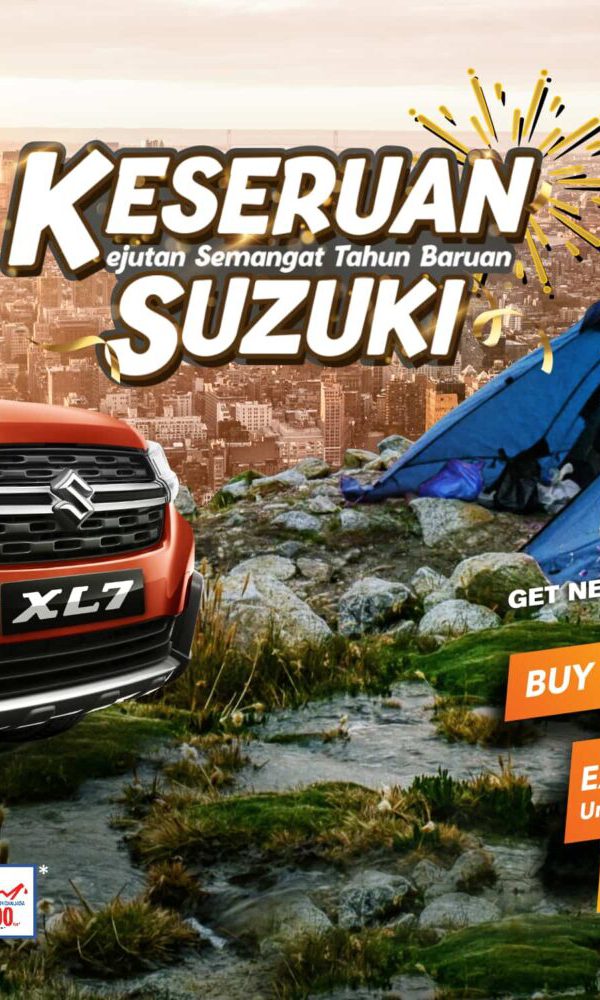 KESERUAN
ejutan Semangat Tahun Baruan
SUZUKI
XL7
GET NE
BUY